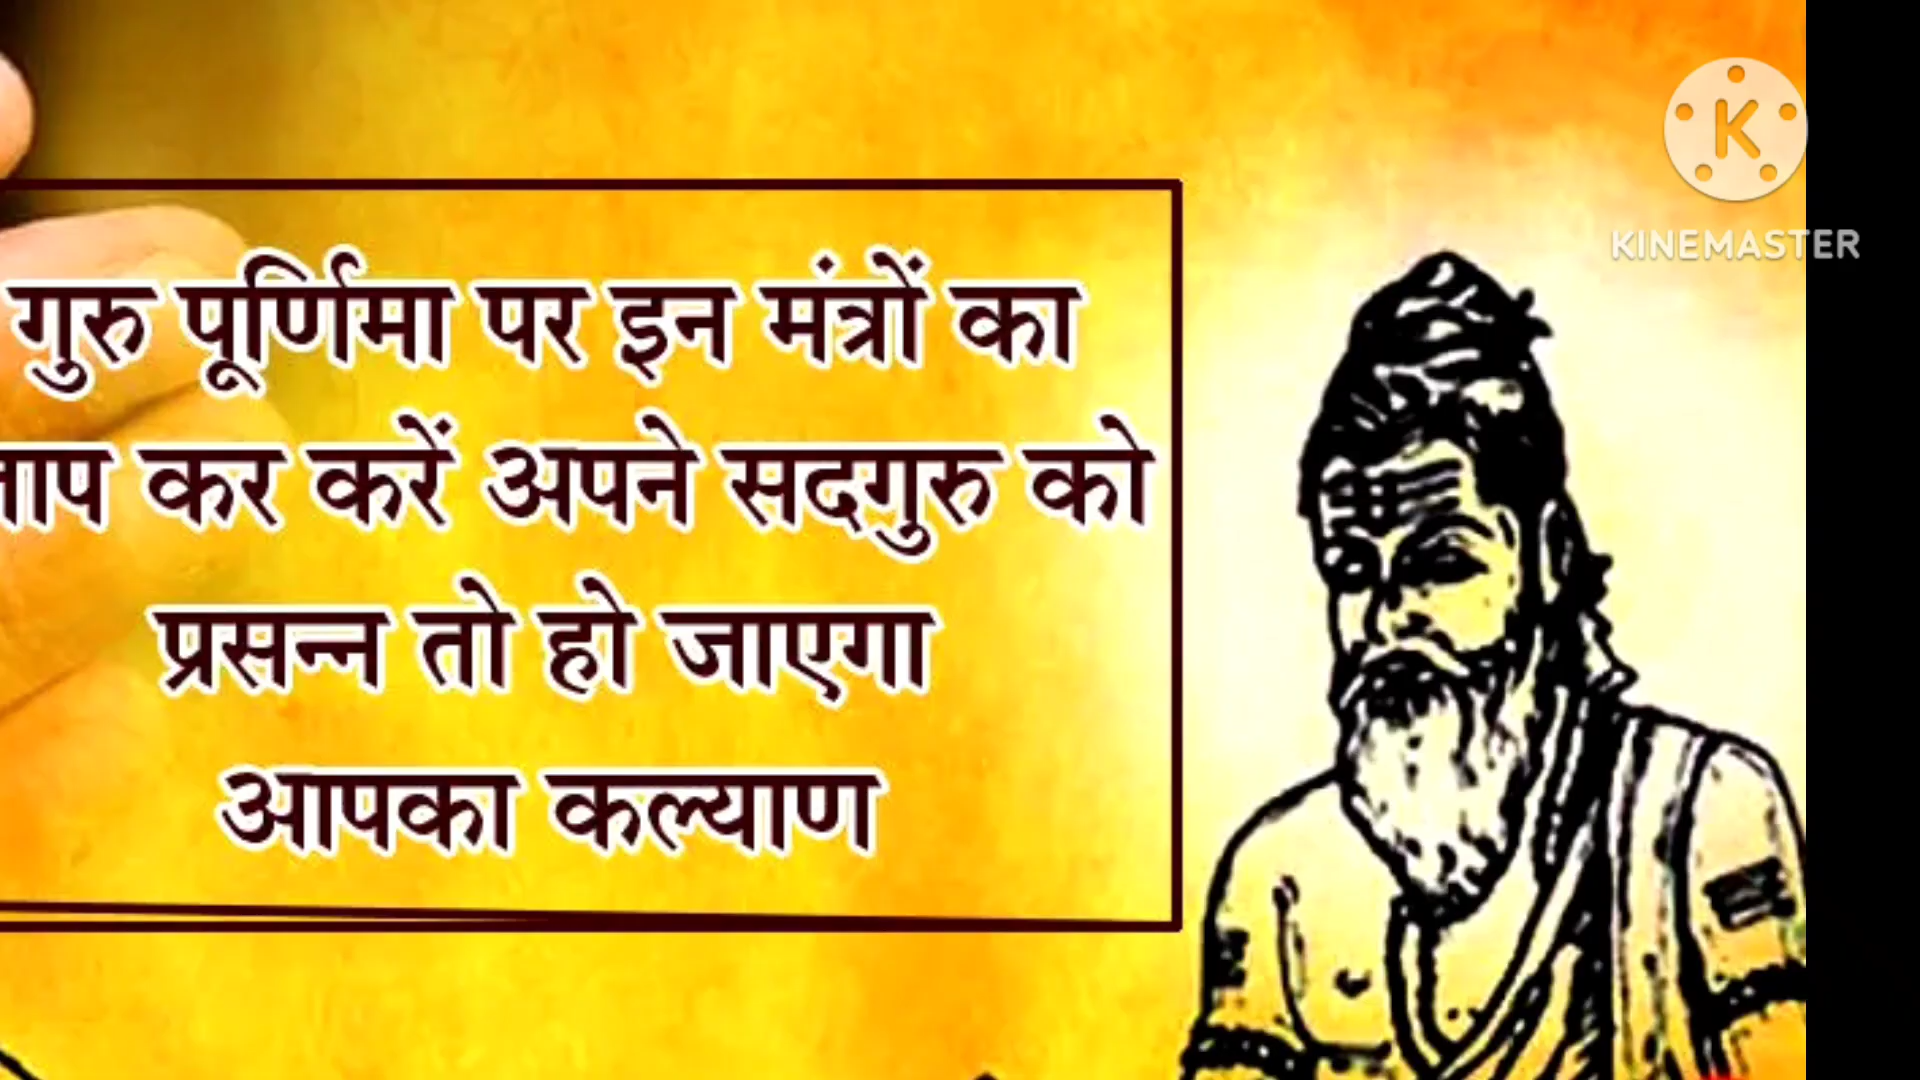 गुरु पूर्णिमा पर इन मंत्रों का
कर करें अपने सदगुरु को
प्रसन्न तो हो जाएगा
आपका कल्याण
K
KINEMASTER